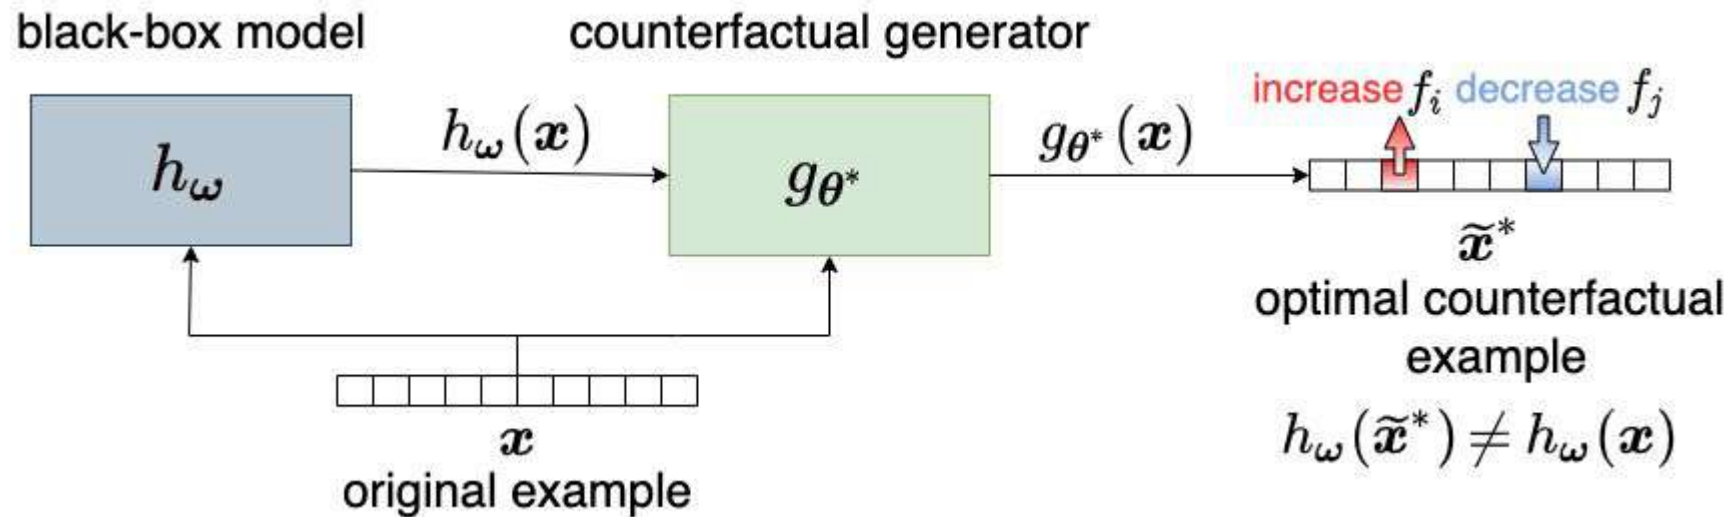 black-box model
counterfactual generator
increase f_i decrease f_j
h_ω
h_ω(x)
g_θ*
g_θ*(x)
x̃*
optimal counterfactual
example
h_ω(x̃*) ≠ h_ω(x)
x
original example